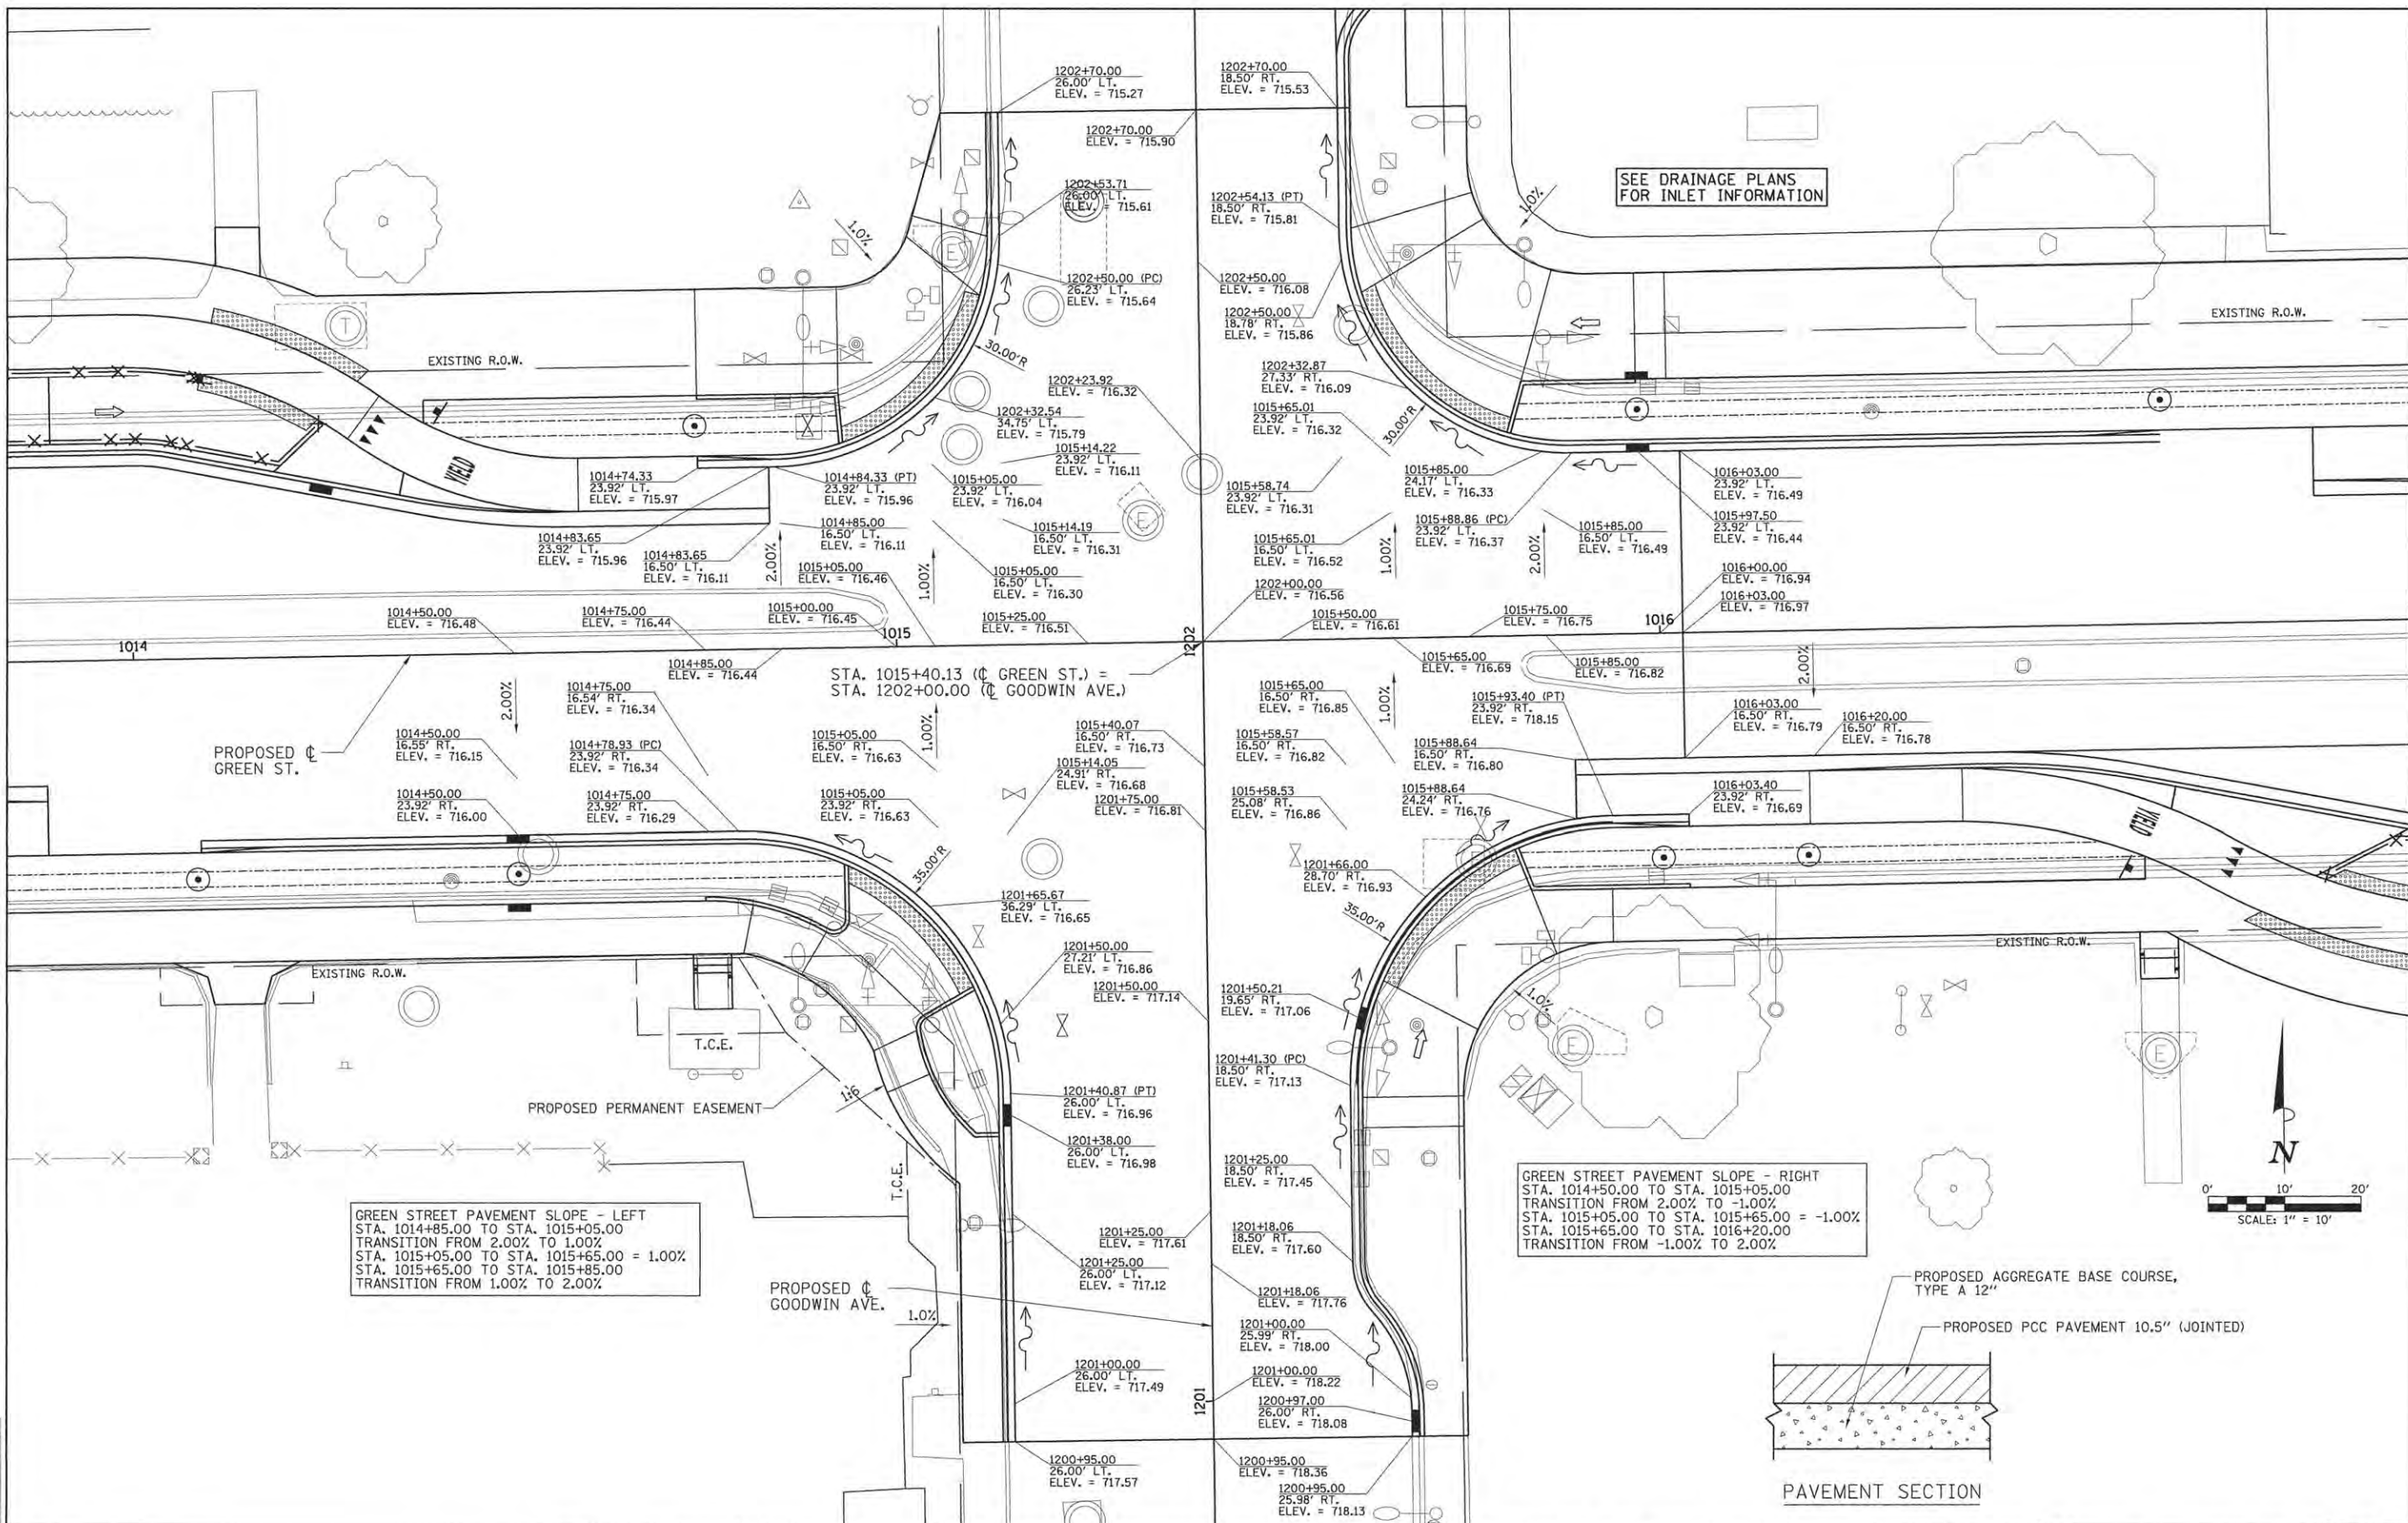 1202+70.00
26.00' LT.
ELEV. = 715.27
1202+70.00
18.50' RT.
ELEV. = 715.53
1202+70.00
ELEV. = 715.90
SEE DRAINAGE PLANS
FOR INLET INFORMATION
1202+53.71
26.00' LT.
ELEV. = 715.61
1202+54.13 (PT)
18.50' RT.
ELEV. = 715.81
1.0%
1.0%
E
E
1202+50.00 (PC)
26.23' LT.
ELEV. = 715.64
1202+50.00
ELEV. = 716.08
1202+50.00
18.78' RT.
ELEV. = 715.86
T
EXISTING R.O.W.
EXISTING R.O.W.
30.00'R
1202+23.92
ELEV. = 716.32
1202+32.87
27.33' RT.
ELEV. = 716.09
1202+32.54
34.75' LT.
ELEV. = 715.79
1015+65.01
23.92' LT.
ELEV. = 716.32
30.00'R
YIELD
1015+14.22
23.92' LT.
ELEV. = 716.11
1014+74.33
23.92' LT.
ELEV. = 715.97
1014+84.33 (PT)
23.92' LT.
ELEV. = 715.96
1015+05.00
23.92' LT.
ELEV. = 716.04
1015+58.74
23.92' LT.
ELEV. = 716.31
1015+85.00
24.17' LT.
ELEV. = 716.33
1016+03.00
23.92' LT.
ELEV. = 716.49
E
1014+83.65
23.92' LT.
ELEV. = 715.96
1014+83.65
16.50' LT.
ELEV. = 716.11
1014+85.00
16.50' LT.
ELEV. = 716.11
1015+14.19
16.50' LT.
ELEV. = 716.31
1015+88.86 (PC)
23.92' LT.
ELEV. = 716.37
1015+97.50
23.92' LT.
ELEV. = 716.44
1015+65.01
16.50' LT.
ELEV. = 716.52
1015+85.00
16.50' LT.
ELEV. = 716.49
2.00%
1015+05.00
ELEV. = 716.46
1.00%
1015+05.00
16.50' LT.
ELEV. = 716.30
1.00%
2.00%
1202+00.00
ELEV. = 716.56
1016+00.00
ELEV. = 716.94
1016+03.00
ELEV. = 716.97
1014+50.00
ELEV. = 716.48
1014+75.00
ELEV. = 716.44
1015+00.00
ELEV. = 716.45
1015+25.00
ELEV. = 716.51
1015+50.00
ELEV. = 716.61
1015+75.00
ELEV. = 716.75
1014
1015
1202
1016
1014+85.00
ELEV. = 716.44
STA. 1015+40.13 (℄ GREEN ST.) =
STA. 1202+00.00 (℄ GOODWIN AVE.)
1015+65.00
ELEV. = 716.69
1015+85.00
ELEV. = 716.82
2.00%
PROPOSED ℄
GREEN ST.
2.00%
1014+75.00
16.54' RT.
ELEV. = 716.34
1.00%
1015+65.00
16.50' RT.
ELEV. = 716.85
1.00%
1015+93.40 (PT)
23.92' RT.
ELEV. = 718.15
1016+03.00
16.50' RT.
ELEV. = 716.79
1016+20.00
16.50' RT.
ELEV. = 716.78
1014+50.00
16.55' RT.
ELEV. = 716.15
1014+78.93 (PC)
23.92' RT.
ELEV. = 716.34
1015+05.00
16.50' RT.
ELEV. = 716.63
1015+40.07
16.50' RT.
ELEV. = 716.73
1015+58.57
16.50' RT.
ELEV. = 716.82
1015+88.64
16.50' RT.
ELEV. = 716.80
1014+50.00
23.92' RT.
ELEV. = 716.00
1014+75.00
23.92' RT.
ELEV. = 716.29
1015+05.00
23.92' RT.
ELEV. = 716.63
1015+14.05
24.91' RT.
ELEV. = 716.68
1201+75.00
ELEV. = 716.81
1015+58.53
25.08' RT.
ELEV. = 716.86
1015+88.64
24.24' RT.
ELEV. = 716.76
1016+03.40
23.92' RT.
ELEV. = 716.69
YIELD
35.00'R
1201+65.67
36.29' LT.
ELEV. = 716.65
1201+66.00
28.70' RT.
ELEV. = 716.93
35.00'R
EXISTING R.O.W.
EXISTING R.O.W.
1201+50.00
27.21' LT.
ELEV. = 716.86
1201+50.00
ELEV. = 717.14
1201+50.21
19.65' RT.
ELEV. = 717.06
1.0%
E
E
T.C.E.
1201+41.30 (PC)
18.50' RT.
ELEV. = 717.13
1201+40.87 (PT)
26.00' LT.
ELEV. = 716.96
PROPOSED PERMANENT EASEMENT
1:6
1201+38.00
26.00' LT.
ELEV. = 716.98
1201+25.00
18.50' RT.
ELEV. = 717.45
T.C.E.
N
0' 10' 20'
SCALE: 1" = 10'
GREEN STREET PAVEMENT SLOPE - LEFT
STA. 1014+85.00 TO STA. 1015+05.00
TRANSITION FROM 2.00% TO 1.00%
STA. 1015+05.00 TO STA. 1015+65.00 = 1.00%
STA. 1015+65.00 TO STA. 1015+85.00
TRANSITION FROM 1.00% TO 2.00%
GREEN STREET PAVEMENT SLOPE - RIGHT
STA. 1014+50.00 TO STA. 1015+05.00
TRANSITION FROM 2.00% TO -1.00%
STA. 1015+05.00 TO STA. 1015+65.00 = -1.00%
STA. 1015+65.00 TO STA. 1016+20.00
TRANSITION FROM -1.00% TO 2.00%
1201+25.00
ELEV. = 717.61
1201+18.06
18.50' RT.
ELEV. = 717.60
1201+25.00
26.00' LT.
ELEV. = 717.12
PROPOSED ℄
GOODWIN AVE.
1.0%
1201+18.06
ELEV. = 717.76
1201+00.00
25.99' RT.
ELEV. = 718.00
1201+00.00
26.00' LT.
ELEV. = 717.49
1201
1201+00.00
ELEV. = 718.22
1200+97.00
26.00' RT.
ELEV. = 718.08
PROPOSED AGGREGATE BASE COURSE,
TYPE A 12"
PROPOSED PCC PAVEMENT 10.5" (JOINTED)
1200+95.00
26.00' LT.
ELEV. = 717.57
1200+95.00
ELEV. = 718.36
1200+95.00
25.98' RT.
ELEV. = 718.13
PAVEMENT SECTION